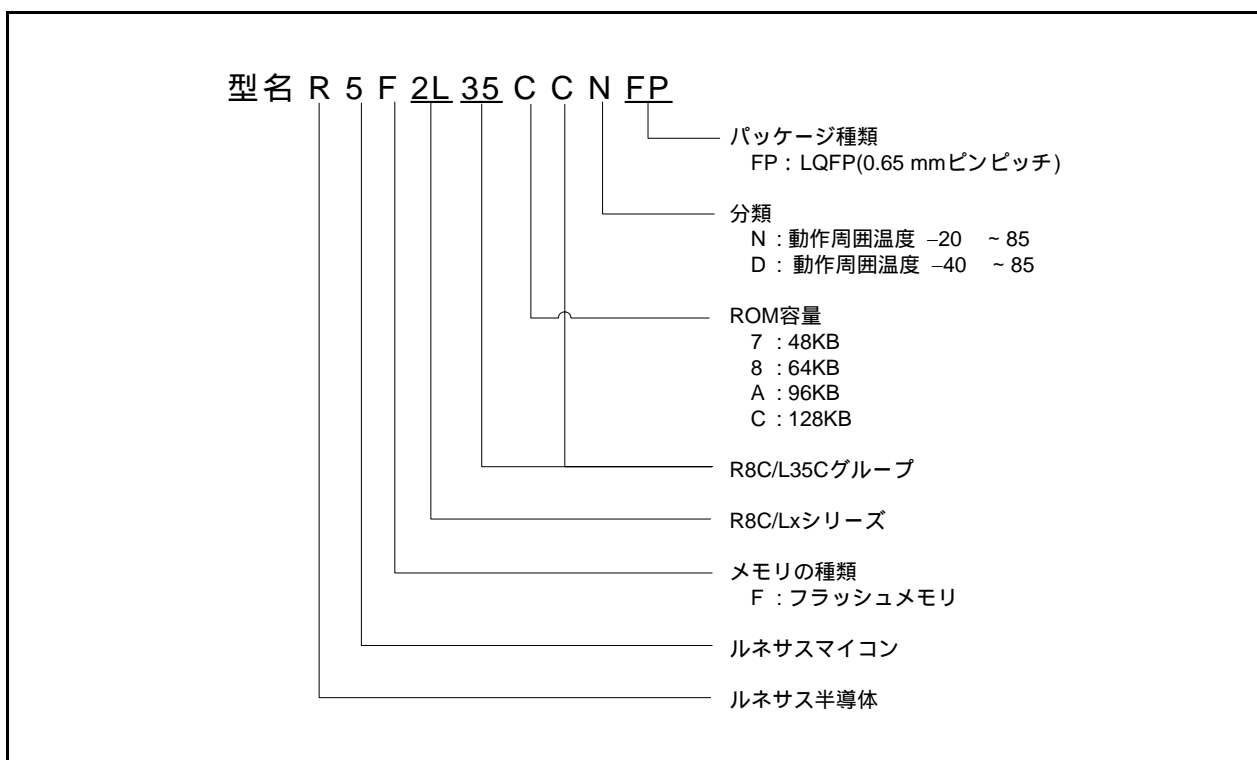 型名 R 5 F 2L 35 C C N FP
パッケージ種類
FP : LQFP(0.65 mmピンピッチ)
分類
N : 動作周囲温度 –20 ~ 85
D : 動作周囲温度 –40 ~ 85
ROM容量
7 : 48KB
8 : 64KB
A : 96KB
C : 128KB
R8C/L35Cグループ
R8C/Lxシリーズ
メモリの種類
F : フラッシュメモリ
ルネサスマイコン
ルネサス半導体